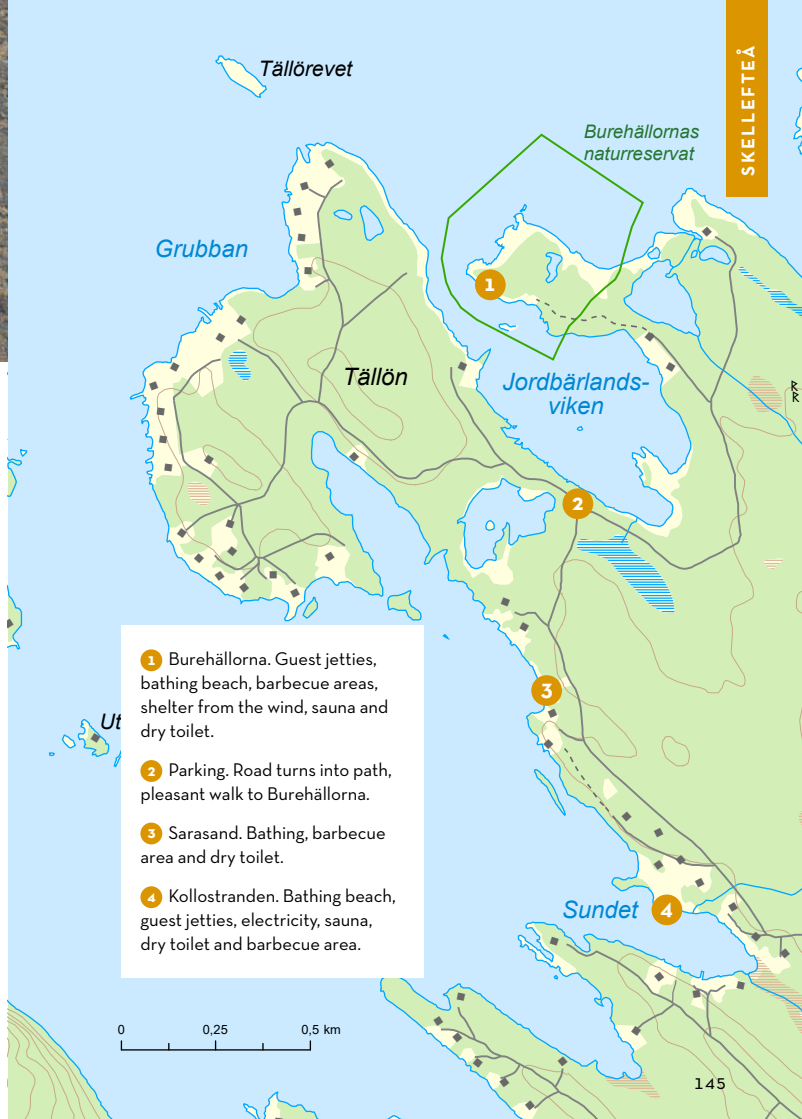 SKELLEFTEÅ
Tällörevet
Burehällornas
naturreservat
Grubban
1
Tällön
Jordbärlands-
viken
R
R
2
3
1 Burehällorna. Guest jetties,
bathing beach, barbecue areas,
shelter from the wind, sauna and
dry toilet.
Ut
2 Parking. Road turns into path,
pleasant walk to Burehällorna.
3 Sarasand. Bathing, barbecue
area and dry toilet.
4 Kollostranden. Bathing beach,
guest jetties, electricity, sauna,
dry toilet and barbecue area.
Sundet
4
0 0,25 0,5 km
145